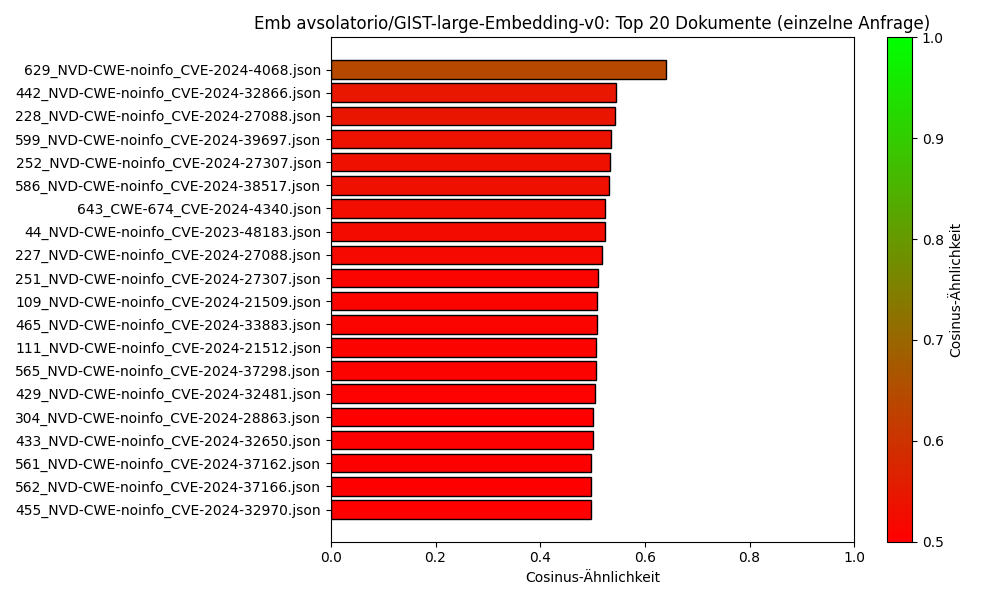 Emb avsolatorio/GIST-large-Embedding-v0: Top 20 Dokumente (einzelne Anfrage)
629_NVD-CWE-noinfo_CVE-2024-4068.json
442_NVD-CWE-noinfo_CVE-2024-32866.json
228_NVD-CWE-noinfo_CVE-2024-27088.json
599_NVD-CWE-noinfo_CVE-2024-39697.json
252_NVD-CWE-noinfo_CVE-2024-27307.json
586_NVD-CWE-noinfo_CVE-2024-38517.json
643_CWE-674_CVE-2024-4340.json
44_NVD-CWE-noinfo_CVE-2023-48183.json
227_NVD-CWE-noinfo_CVE-2024-27088.json
251_NVD-CWE-noinfo_CVE-2024-27307.json
109_NVD-CWE-noinfo_CVE-2024-21509.json
465_NVD-CWE-noinfo_CVE-2024-33883.json
111_NVD-CWE-noinfo_CVE-2024-21512.json
565_NVD-CWE-noinfo_CVE-2024-37298.json
429_NVD-CWE-noinfo_CVE-2024-32481.json
304_NVD-CWE-noinfo_CVE-2024-28863.json
433_NVD-CWE-noinfo_CVE-2024-32650.json
561_NVD-CWE-noinfo_CVE-2024-37162.json
562_NVD-CWE-noinfo_CVE-2024-37166.json
455_NVD-CWE-noinfo_CVE-2024-32970.json
0.0 0.2 0.4 0.6 0.8 1.0
Cosinus-Ähnlichkeit
1.0
0.9
0.8
0.7
0.6
0.5
Cosinus-Ähnlichkeit